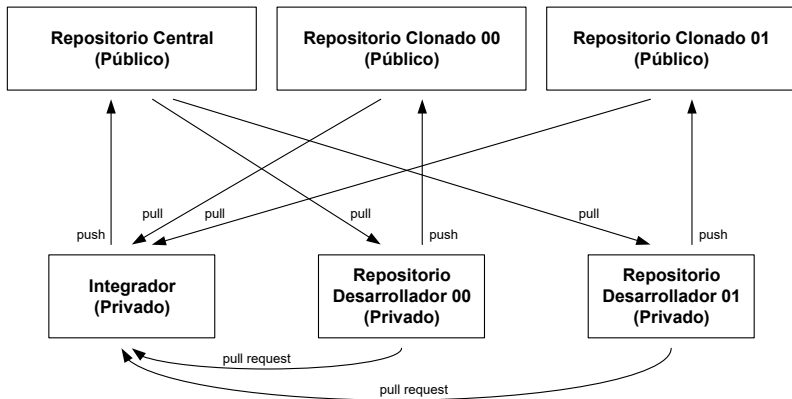 Repositorio Central
(Público)
Repositorio Clonado 00
(Público)
Repositorio Clonado 01
(Público)
pull
pull
pull
pull
push
push
push
Integrador
(Privado)
Repositorio
Desarrollador 00
(Privado)
Repositorio
Desarrollador 01
(Privado)
pull request
pull request